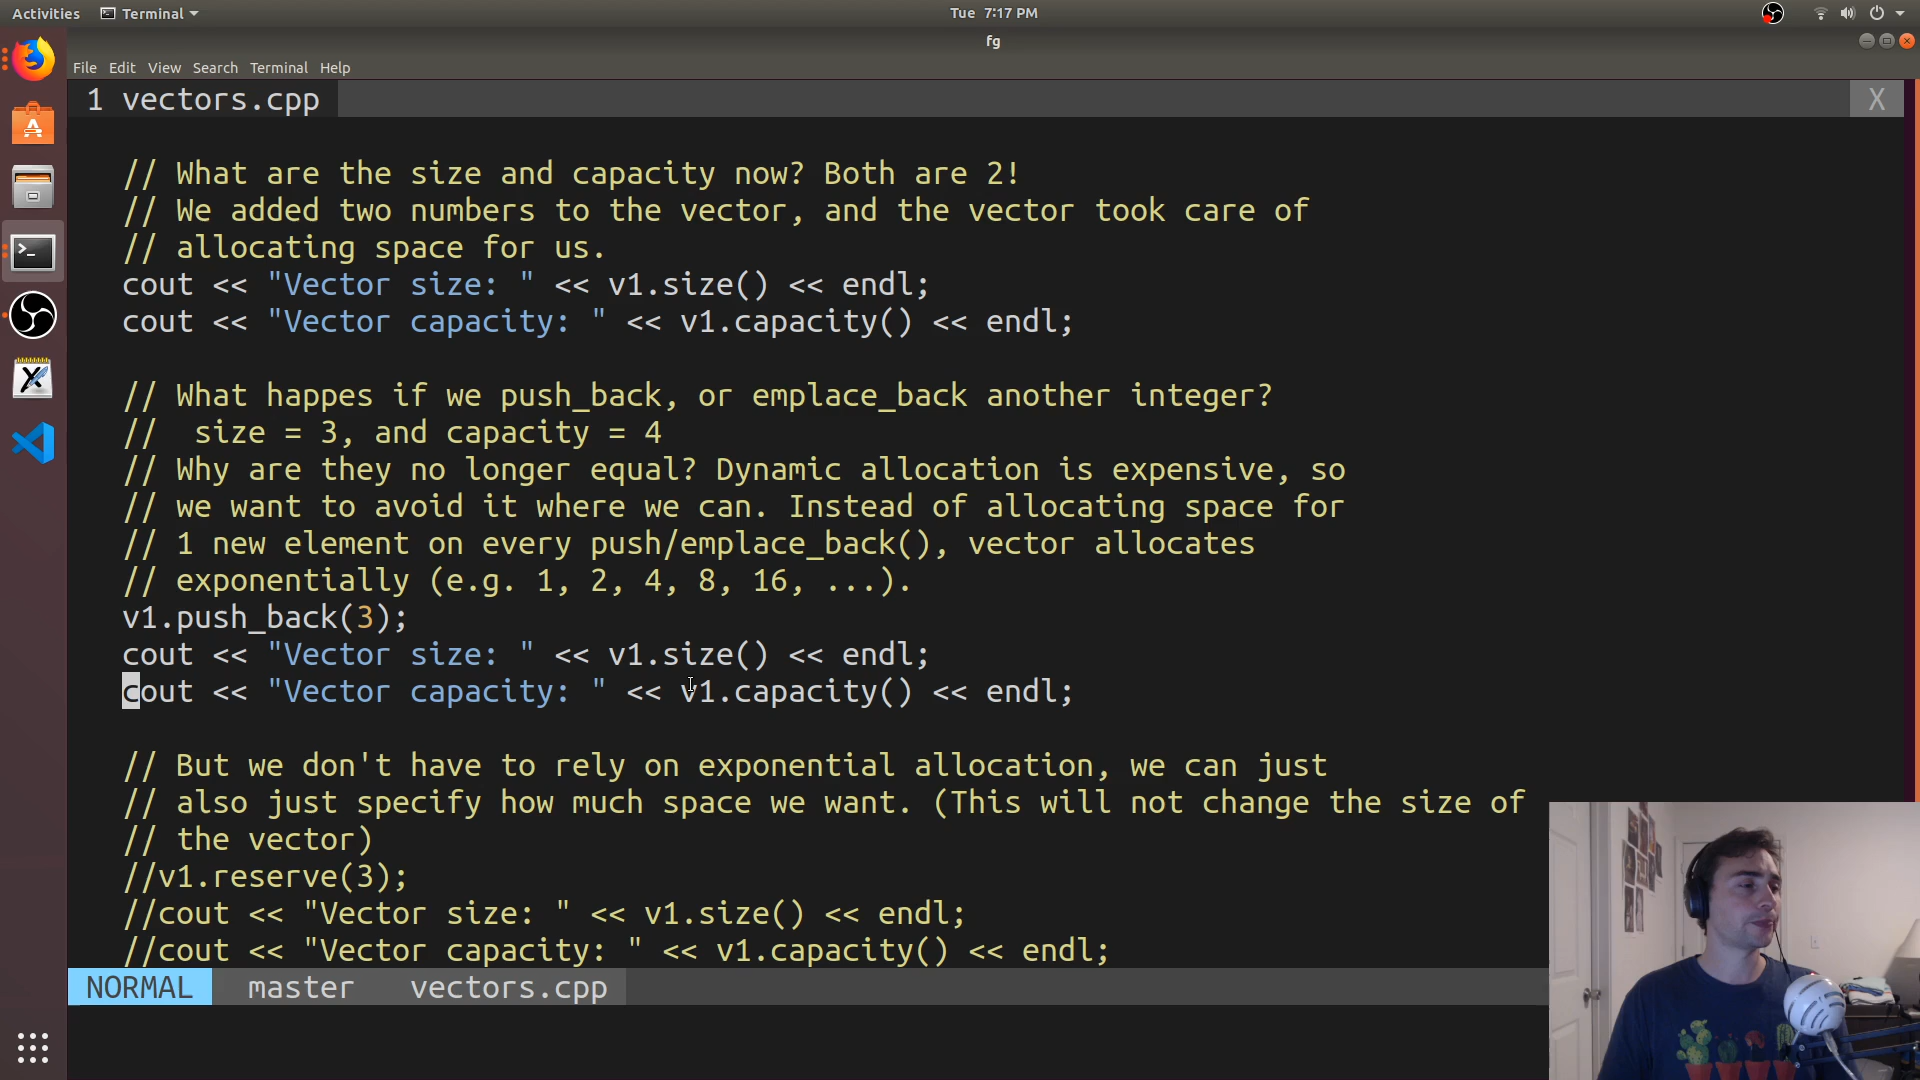 Activities
Terminal
Tue 7:17 PM
fg
File Edit View Search Terminal Help
1 vectors.cpp X
// What are the size and capacity now? Both are 2!
// We added two numbers to the vector, and the vector took care of
// allocating space for us.
cout << "Vector size: " << v1.size() << endl;
cout << "Vector capacity: " << v1.capacity() << endl;
// What happes if we push_back, or emplace_back another integer?
//  size = 3, and capacity = 4
// Why are they no longer equal? Dynamic allocation is expensive, so
// we want to avoid it where we can. Instead of allocating space for
// 1 new element on every push/emplace_back(), vector allocates
// exponentially (e.g. 1, 2, 4, 8, 16, ...).
v1.push_back(3);
cout << "Vector size: " << v1.size() << endl;
cout << "Vector capacity: " << v1.capacity() << endl;
// But we don't have to rely on exponential allocation, we can just
// also just specify how much space we want. (This will not change the size of
// the vector)
//v1.reserve(3);
//cout << "Vector size: " << v1.size() << endl;
//cout << "Vector capacity: " << v1.capacity() << endl;
NORMAL master vectors.cpp